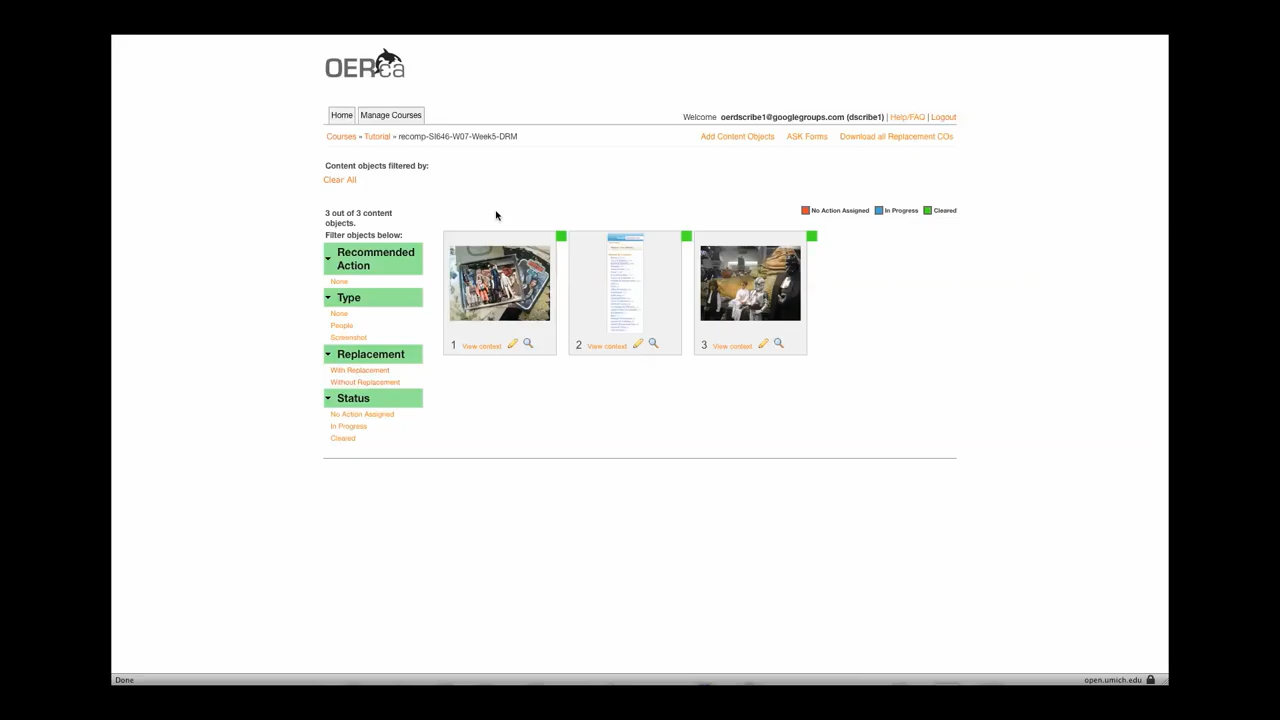 OERca
Home
Manage Courses
Welcome oerdscribe1@googlegroups.com (dscribe1) | Help/FAQ | Logout
Courses » Tutorial » recomp-SI646-W07-Week5-DRM
Add Content Objects
ASK Forms
Download all Replacement COs
Content objects filtered by:
Clear All
3 out of 3 content
objects.
Filter objects below:
No Action Assigned
In Progress
Cleared
Recommended
Action
None
Type
None
People
Screenshot
Replacement
With Replacement
Without Replacement
Status
No Action Assigned
In Progress
Cleared
1 View context
2 View context
3 View context
Done
open.umich.edu